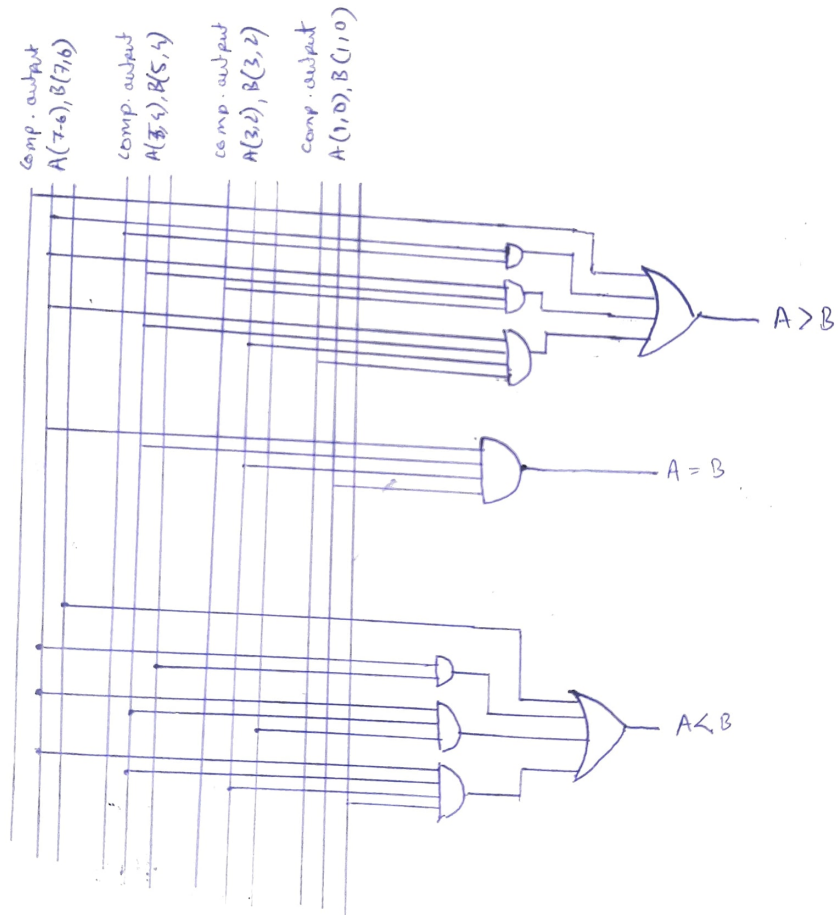 comp. output
A(7-6), B(7,6)
comp. output
A(5,4), B(5,4)
comp. output
A(3,2), B(3,2)
comp. output
A(1,0), B(1,0)
A > B
A = B
A < B